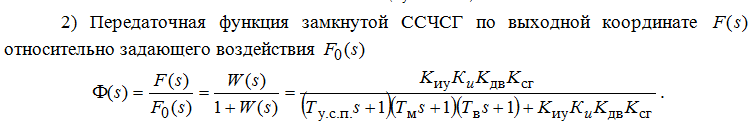 2) Передаточная функция замкнутой ССЧСГ по выходной координате F(s)
относительно задающего воздействия F₀(s)
Φ(s) = F(s)/F₀(s) = W(s)/(1+W(s)) = K_иу K_и K_дв K_сг / ((T_у.с.п. s + 1)(T_м s + 1)(T_в s + 1) + K_иу K_и K_дв K_сг).